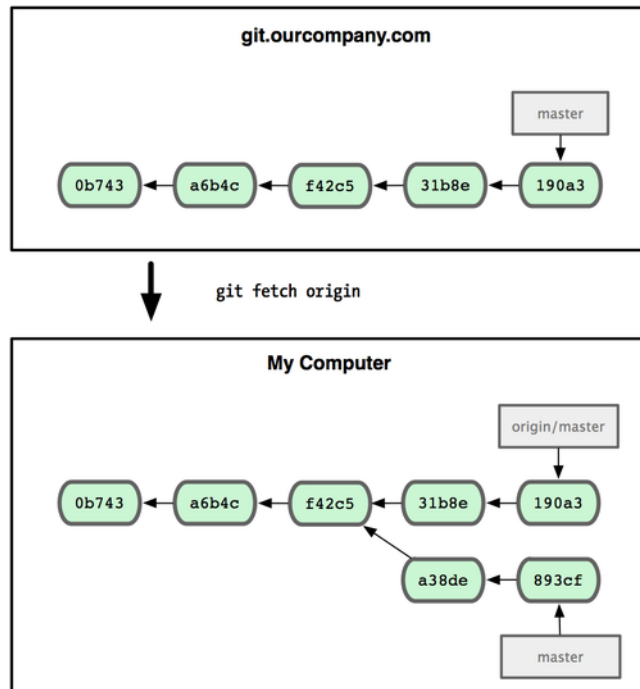 git.ourcompany.com
master
0b743 a6b4c f42c5 31b8e 190a3
git fetch origin
My Computer
origin/master
0b743 a6b4c f42c5 31b8e 190a3
a38de 893cf
master